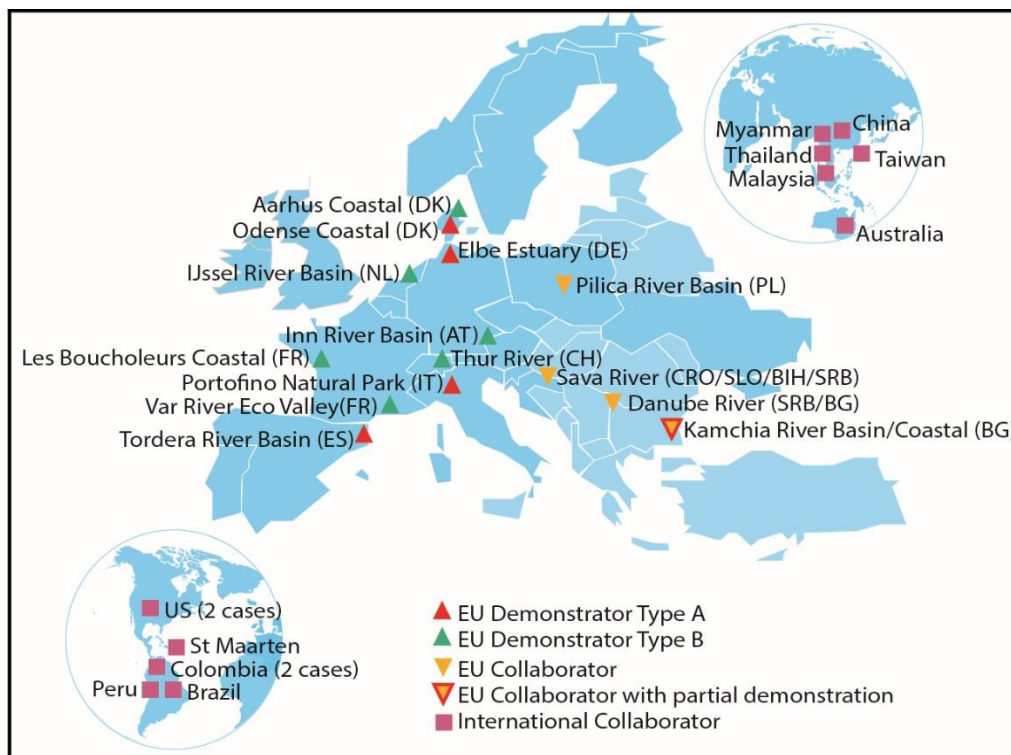 Myanmar
China
Thailand
Taiwan
Malaysia
Australia
Aarhus Coastal (DK)
Odense Coastal (DK)
Elbe Estuary (DE)
IJssel River Basin (NL)
Pilica River Basin (PL)
Inn River Basin (AT)
Les Boucholeurs Coastal (FR)
Thur River (CH)
Sava River (CRO/SLO/BIH/SRB)
Portofino Natural Park (IT)
Var River Eco Valley(FR)
Danube River (SRB/BG)
Tordera River Basin (ES)
Kamchia River Basin/Coastal (BG)
US (2 cases)
St Maarten
Colombia (2 cases)
Peru
Brazil
EU Demonstrator Type A
EU Demonstrator Type B
EU Collaborator
EU Collaborator with partial demonstration
International Collaborator